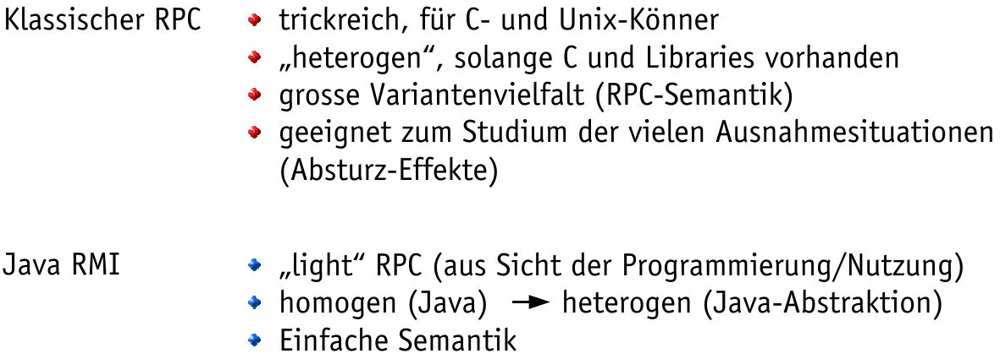 Klassischer RPC trickreich, für C- und Unix-Könner
„heterogen“, solange C und Libraries vorhanden
grosse Variantenvielfalt (RPC-Semantik)
geeignet zum Studium der vielen Ausnahmesituationen
(Absturz-Effekte)
Java RMI „light“ RPC (aus Sicht der Programmierung/Nutzung)
homogen (Java) → heterogen (Java-Abstraktion)
Einfache Semantik